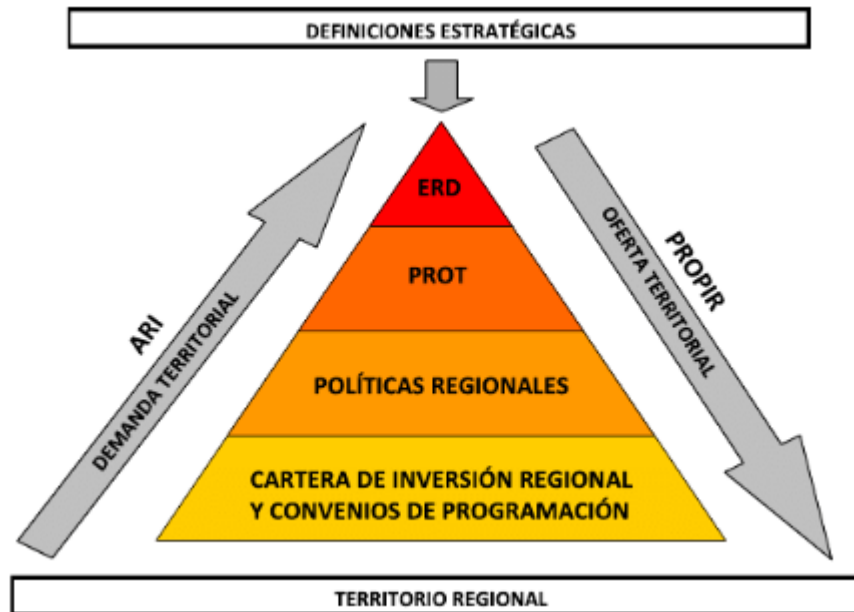 DEFINICIONES ESTRATÉGICAS
ERD
PROT
POLÍTICAS REGIONALES
CARTERA DE INVERSIÓN REGIONAL
Y CONVENIOS DE PROGRAMACIÓN
ARI
DEMANDA TERRITORIAL
PROPIR
OFERTA TERRITORIAL
TERRITORIO REGIONAL